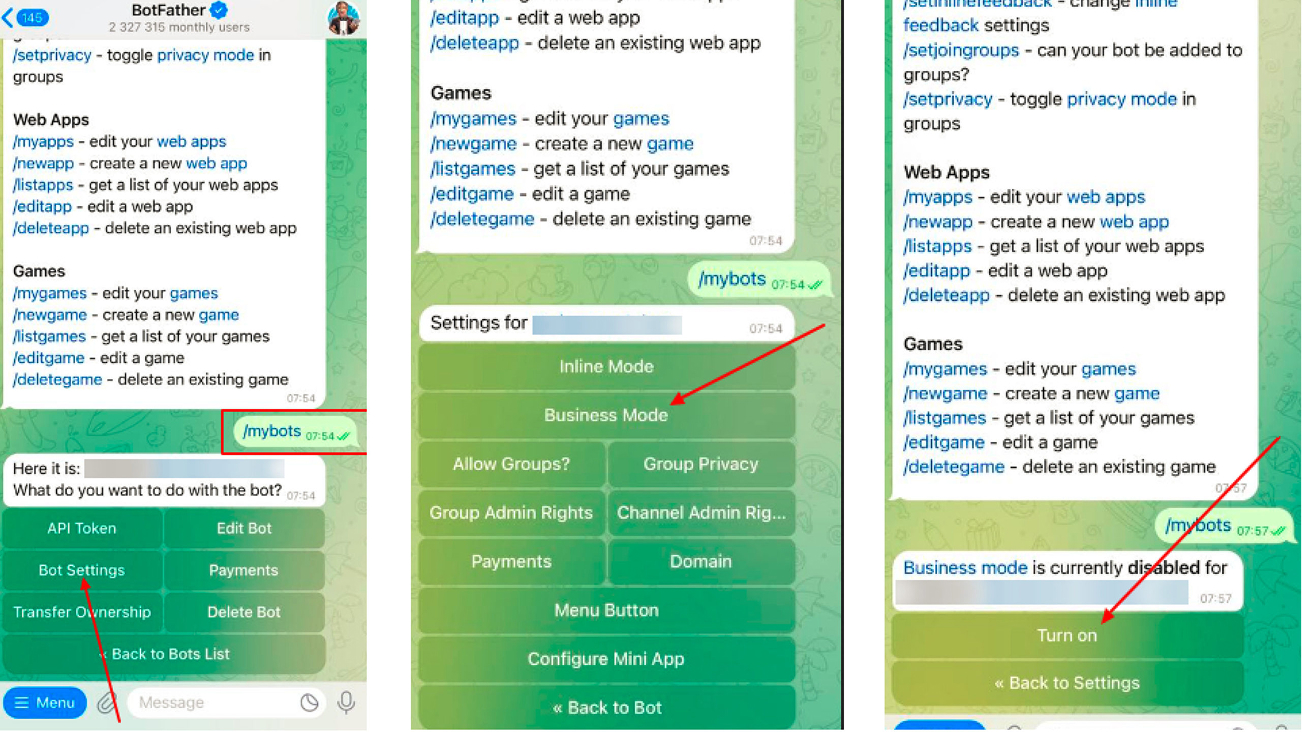 145
BotFather
2 327 315 monthly users
/setprivacy - toggle privacy mode in
groups
Web Apps
/myapps - edit your web apps
/newapp - create a new web app
/listapps - get a list of your web apps
/editapp - edit a web app
/deleteapp - delete an existing web app
Games
/mygames - edit your games
/newgame - create a new game
/listgames - get a list of your games
/editgame - edit a game
/deletegame - delete an existing game
07:54
/mybots 07:54
Here it is:
What do you want to do with the bot? 07:54
API Token
Edit Bot
Bot Settings
Payments
Transfer Ownership
Delete Bot
« Back to Bots List
Menu
Message
/editapp - edit a web app
/deleteapp - delete an existing web app
Games
/mygames - edit your games
/newgame - create a new game
/listgames - get a list of your games
/editgame - edit a game
/deletegame - delete an existing game
07:54
/mybots 07:54
Settings for
07:54
Inline Mode
Business Mode
Allow Groups?
Group Privacy
Group Admin Rights
Channel Admin Rig...
Payments
Domain
Menu Button
Configure Mini App
« Back to Bot
/setinlinefeedback - change inline
feedback settings
/setjoingroups - can your bot be added to
groups?
/setprivacy - toggle privacy mode in
groups
Web Apps
/myapps - edit your web apps
/newapp - create a new web app
/listapps - get a list of your web apps
/editapp - edit a web app
/deleteapp - delete an existing web app
Games
/mygames - edit your games
/newgame - create a new game
/listgames - get a list of your games
/editgame - edit a game
/deletegame - delete an existing game
07:57
/mybots 07:57
Business mode is currently disabled for
07:57
Turn on
« Back to Settings